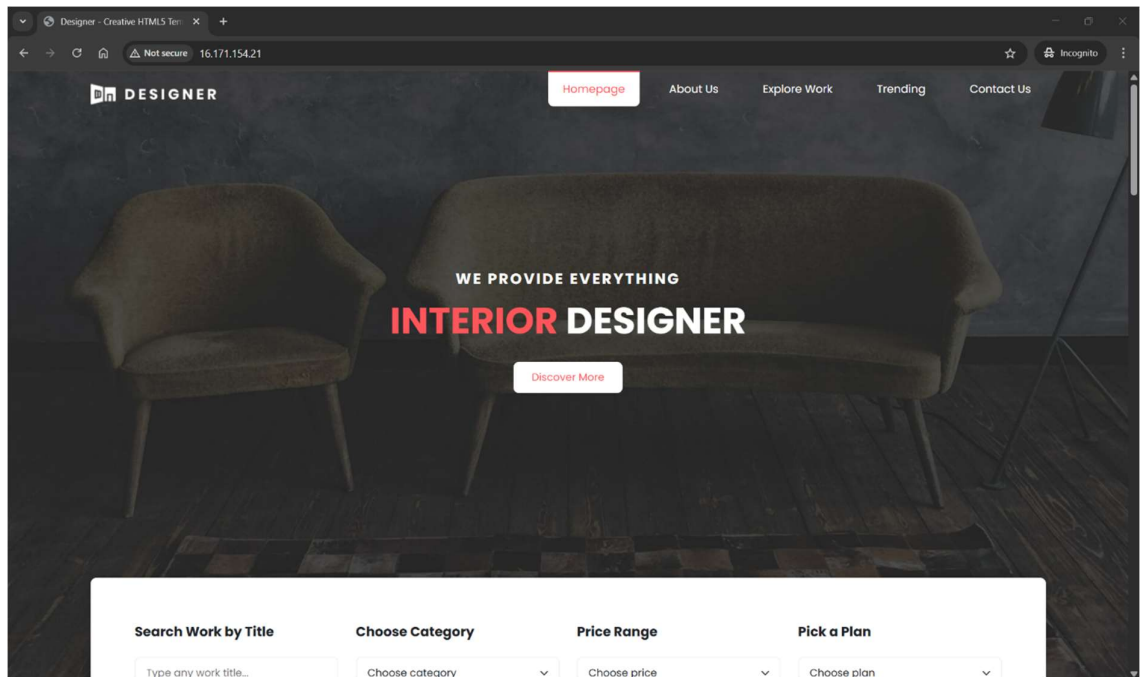 Designer - Creative HTML5 Tem
Not secure 16.171.154.21
Incognito
DESIGNER
Homepage
About Us
Explore Work
Trending
Contact Us
WE PROVIDE EVERYTHING
INTERIOR DESIGNER
Discover More
Search Work by Title
Choose Category
Price Range
Pick a Plan
Type any work title...
Choose category
Choose price
Choose plan